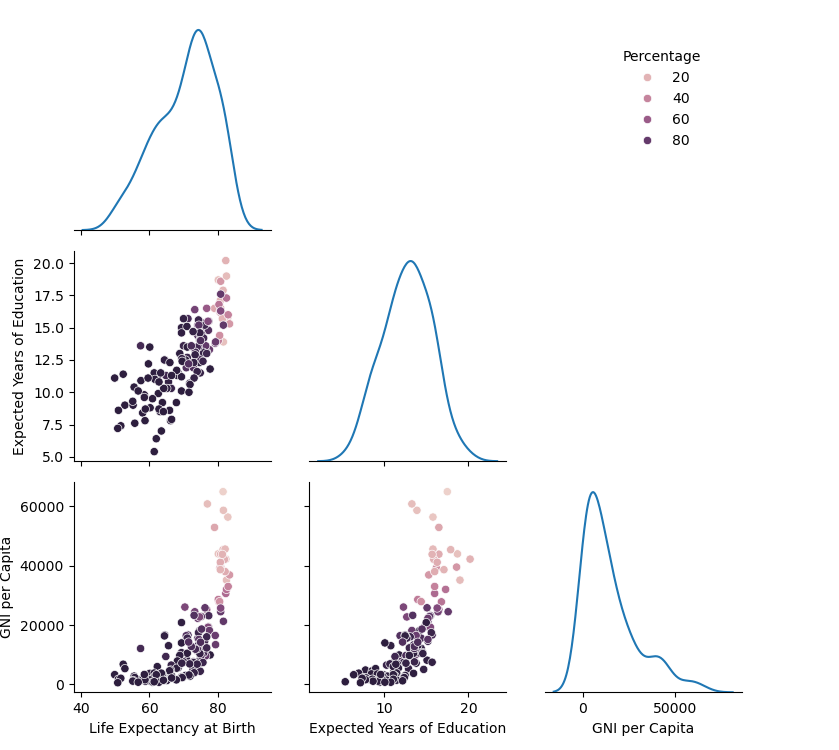 Percentage
20
40
60
80
20.0
17.5
15.0
12.5
10.0
7.5
5.0
Expected Years of Education
60000
40000
20000
0
GNI per Capita
40 60 80
10 20
0 50000
Life Expectancy at Birth
Expected Years of Education
GNI per Capita